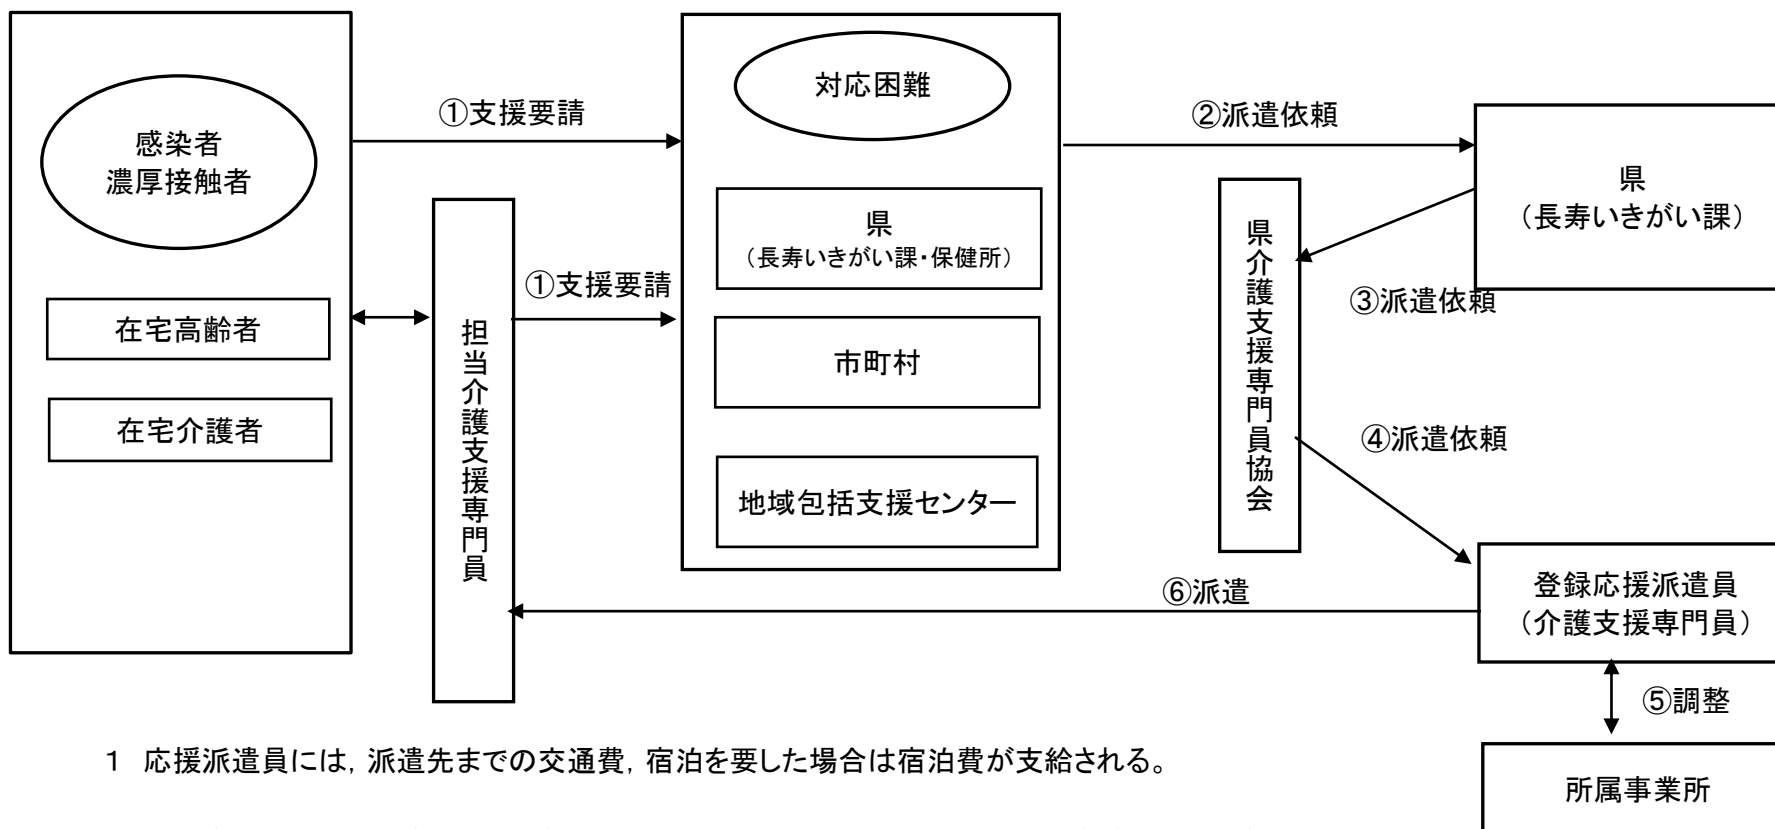 感染者
濃厚接触者
在宅高齢者
在宅介護者
①支援要請
担当介護支援専門員
①支援要請
対応困難
県
（長寿いきがい課・保健所）
市町村
地域包括支援センター
②派遣依頼
県
（長寿いきがい課）
③派遣依頼
県介護支援専門員協会
④派遣依頼
登録応援派遣員
（介護支援専門員）
⑤調整
所属事業所
⑥派遣
１　応援派遣員には，派遣先までの交通費，宿泊を要した場合は宿泊費が支給される。